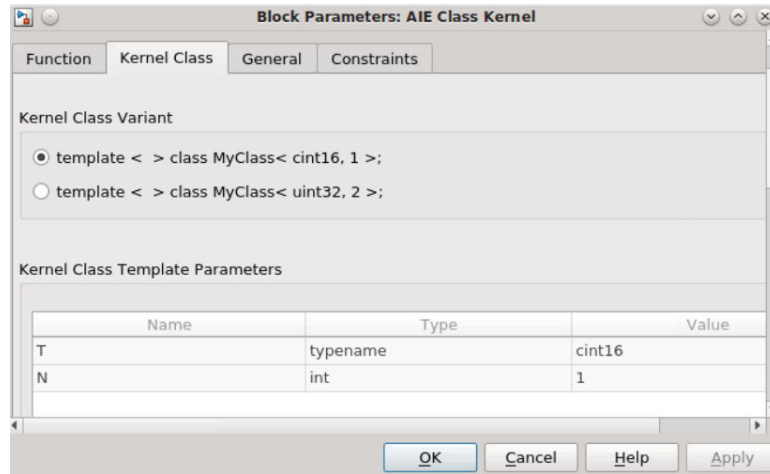 Block Parameters: AIE Class Kernel
Function Kernel Class General Constraints
Kernel Class Variant
template < > class MyClass< cint16, 1 >;
template < > class MyClass< uint32, 2 >;
Kernel Class Template Parameters
Name Type Value
T typename cint16
N int 1
OK Cancel Help Apply